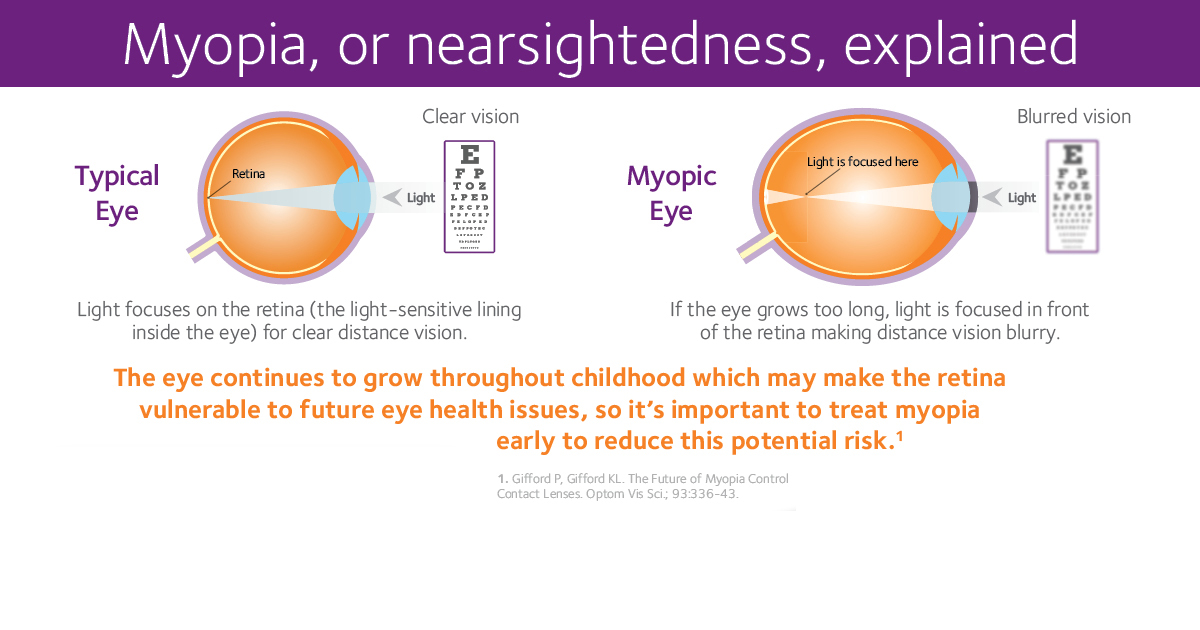 Myopia, or nearsightedness, explained
Typical
Eye
Clear vision
Retina
Light
E
F P
T O Z
L P E D
P E C F D
E D F C Z P
Light focuses on the retina (the light-sensitive lining
inside the eye) for clear distance vision.
Myopic
Eye
Blurred vision
Light is focused here
Light
E
F P
T O Z
L P E D
P E C F D
If the eye grows too long, light is focused in front
of the retina making distance vision blurry.
The eye continues to grow throughout childhood which may make the retina
vulnerable to future eye health issues, so it's important to treat myopia
early to reduce this potential risk.¹
1. Gifford P, Gifford KL. The Future of Myopia Control
Contact Lenses. Optom Vis Sci.; 93:336-43.